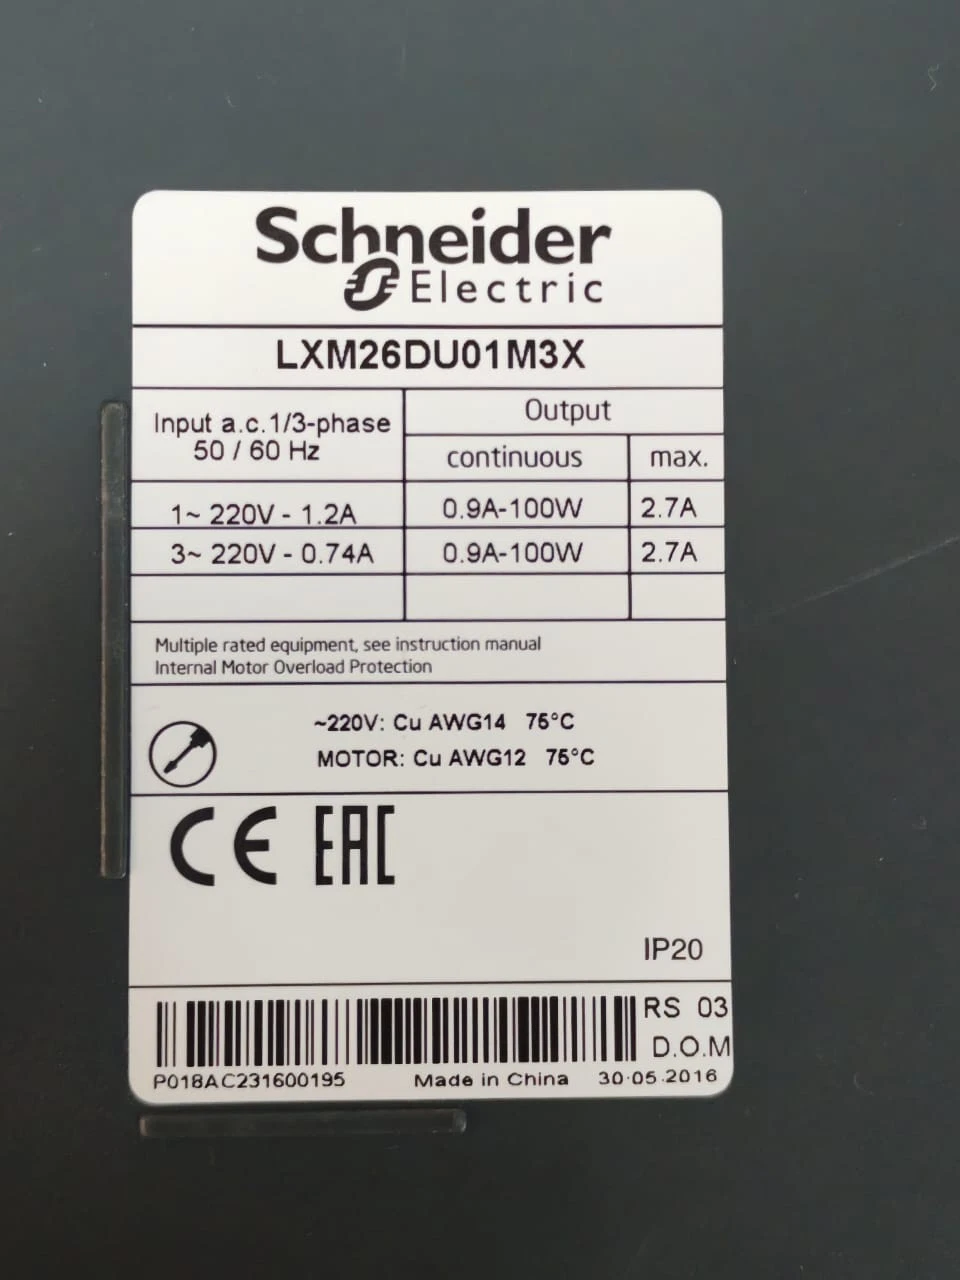 Schneider
Electric
LXM26DU01M3X
Input a.c.1/3-phase
50 / 60 Hz
Output
continuous
max.
1~ 220V - 1.2A
0.9A-100W
2.7A
3~ 220V - 0.74A
0.9A-100W
2.7A
Multiple rated equipment, see instruction manual
Internal Motor Overload Protection
~220V: Cu AWG14 75°C
MOTOR: Cu AWG12 75°C
CE EAC
IP20
RS 03
D.O.M
P018AC231600195 Made in China 30.05.2016